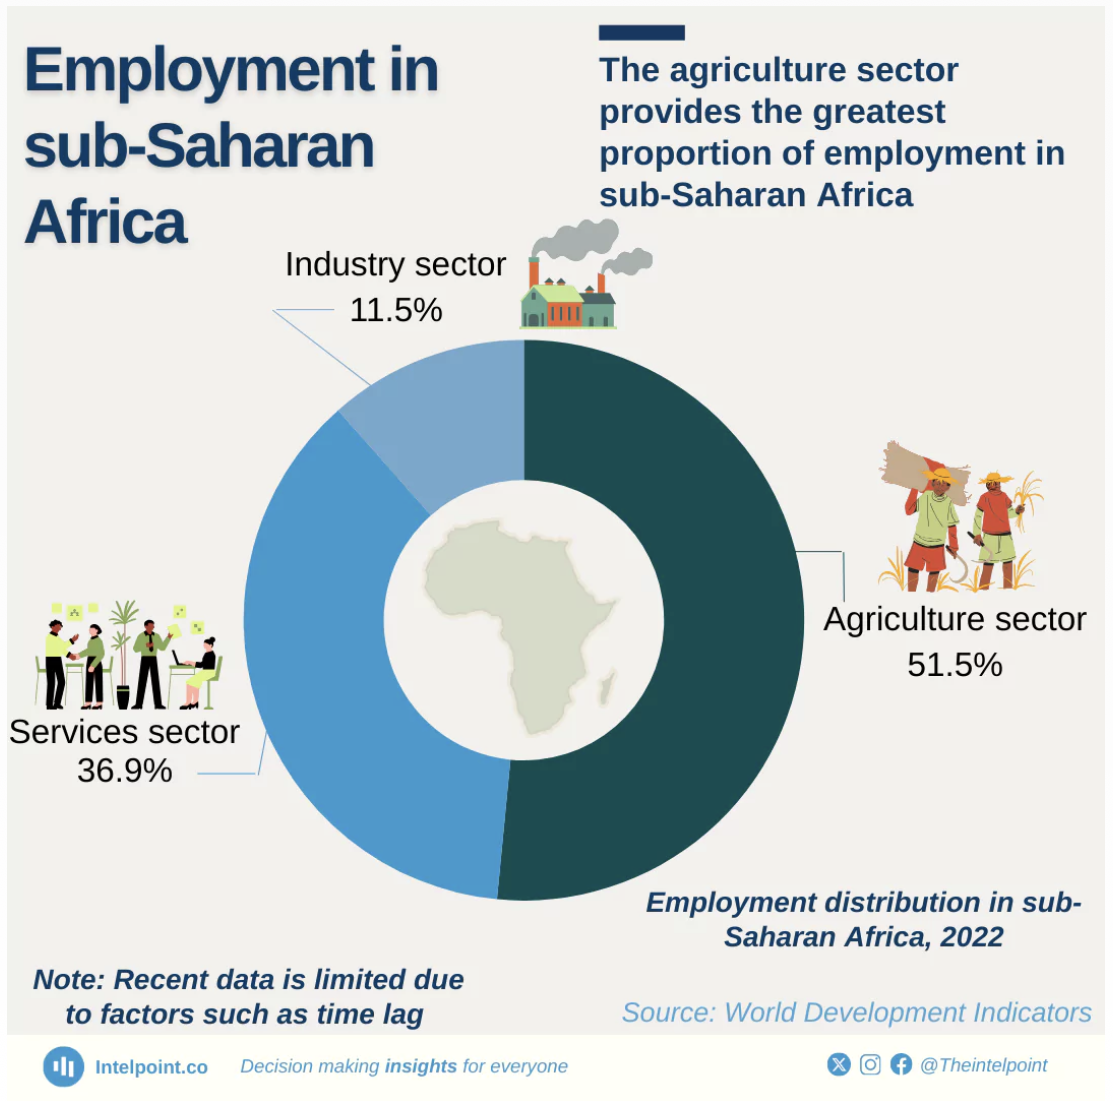 Employment in
sub-Saharan
Africa
The agriculture sector
provides the greatest
proportion of employment in
sub-Saharan Africa
Industry sector
11.5%
Agriculture sector
51.5%
Services sector
36.9%
Employment distribution in sub-
Saharan Africa, 2022
Note: Recent data is limited due
to factors such as time lag
Source: World Development Indicators
Intelpoint.co
Decision making insights for everyone
@Theintelpoint